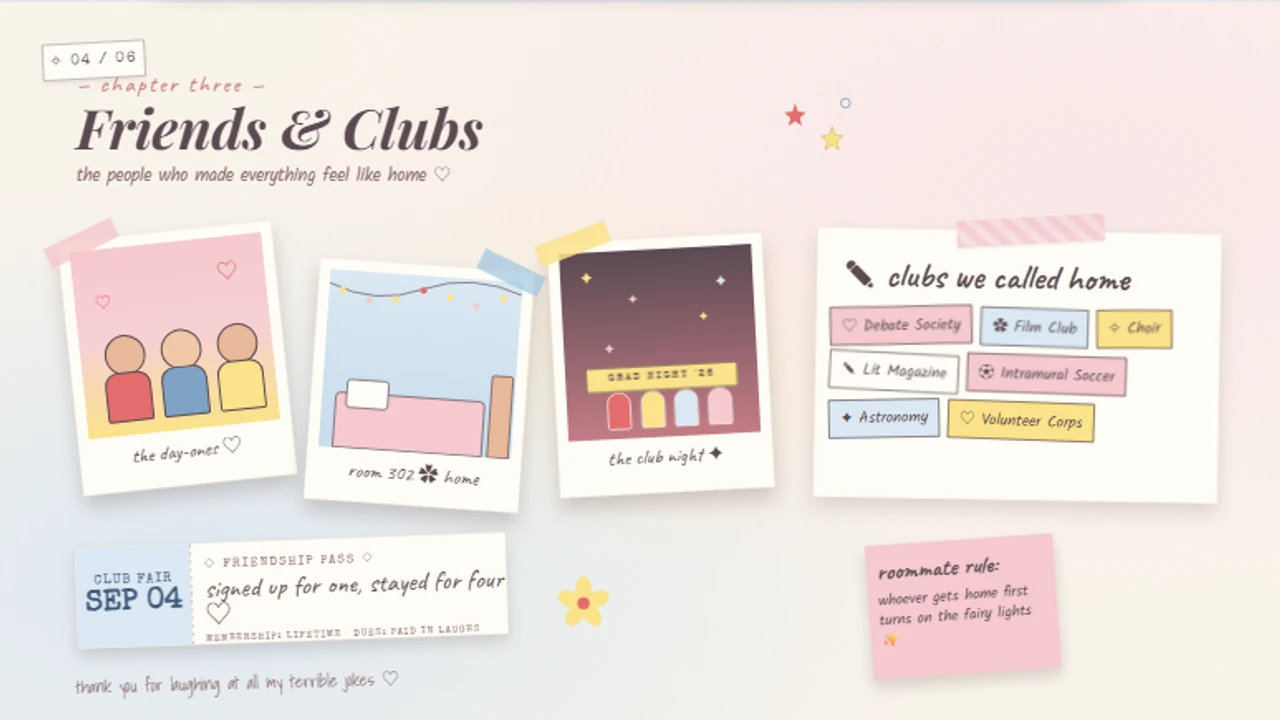 ✧ 04 / 06
— chapter three —
Friends & Clubs
the people who made everything feel like home ♡
the day-ones ♡
room 302 ✽ home
GRAD NIGHT '28
the club night ✦
✎ clubs we called home
♡ Debate Society
✽ Film Club
✧ Choir
✎ Lit Magazine
⚽ Intramural Soccer
✦ Astronomy
♡ Volunteer Corps
CLUB FAIR
SEP 04
◇ FRIENDSHIP PASS ◇
signed up for one, stayed for four
♡
MEMBERSHIP: LIFETIME · DUES: PAID IN LAUGHS
roommate rule:
whoever gets home first
turns on the fairy lights
✨
thank you for laughing at all my terrible jokes ♡